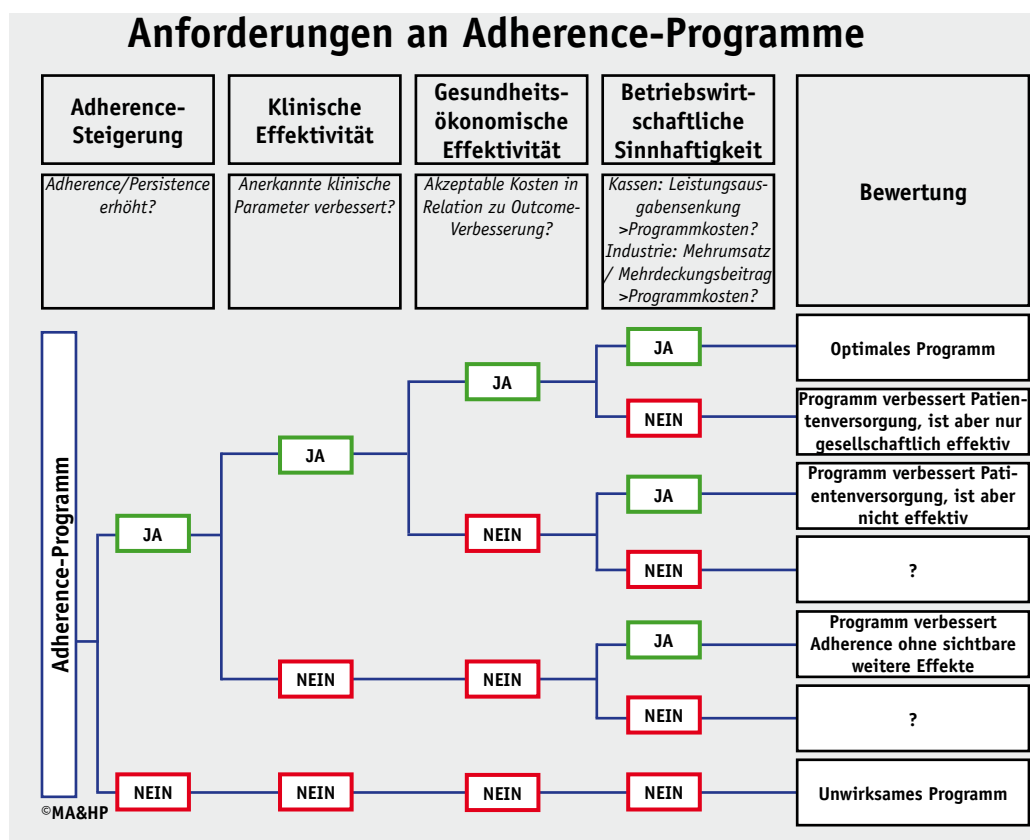 Anforderungen an Adherence-Programme
Adherence-
Steigerung
Klinische
Effektivität
Gesundheits-
ökonomische
Effektivität
Betriebswirt-
schaftliche
Sinnhaftigkeit
Bewertung
Adherence/Persistence
erhöht?
Anerkannte klinische
Parameter verbessert?
Akzeptable Kosten in
Relation zu Outcome-
Verbesserung?
Kassen: Leistungsaus-
gabensenkung
>Programmkosten?
Industrie: Mehrumsatz
/ Mehrdeckungsbeitrag
>Programmkosten?
Adherence-Programm
JA
JA
JA
JA
Optimales Programm
NEIN
Programm verbessert Patien-
tenversorgung, ist aber nur
gesellschaftlich effektiv
NEIN
JA
Programm verbessert Pati-
entenversorgung, ist aber
nicht effektiv
NEIN
?
NEIN
NEIN
JA
Programm verbessert
Adherence ohne sichtbare
weitere Effekte
NEIN
?
NEIN
NEIN
NEIN
NEIN
Unwirksames Programm
©MA&HP